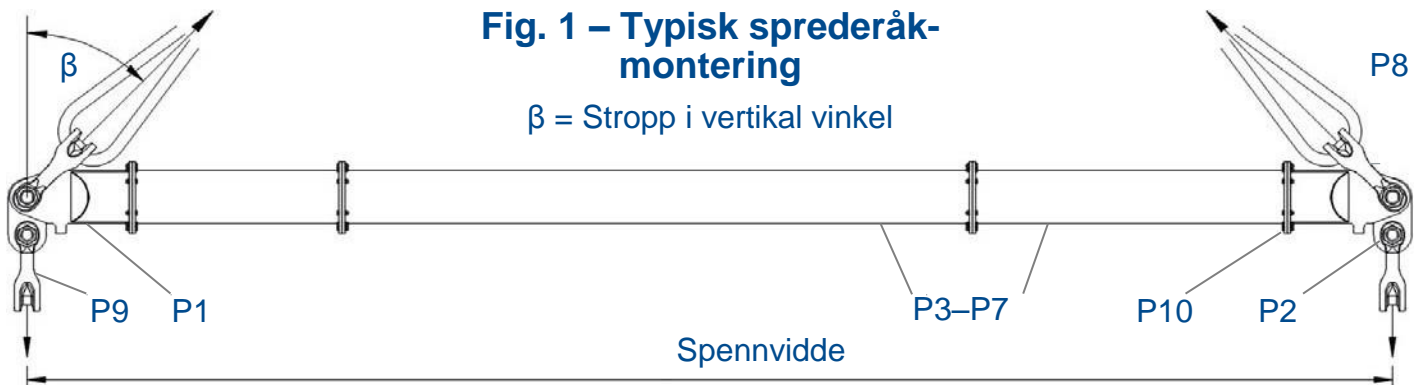 Fig. 1 – Typisk sprederåk-
montering
β = Stropp i vertikal vinkel
β
P8
P9
P1
P3–P7
P10
P2
Spennvidde